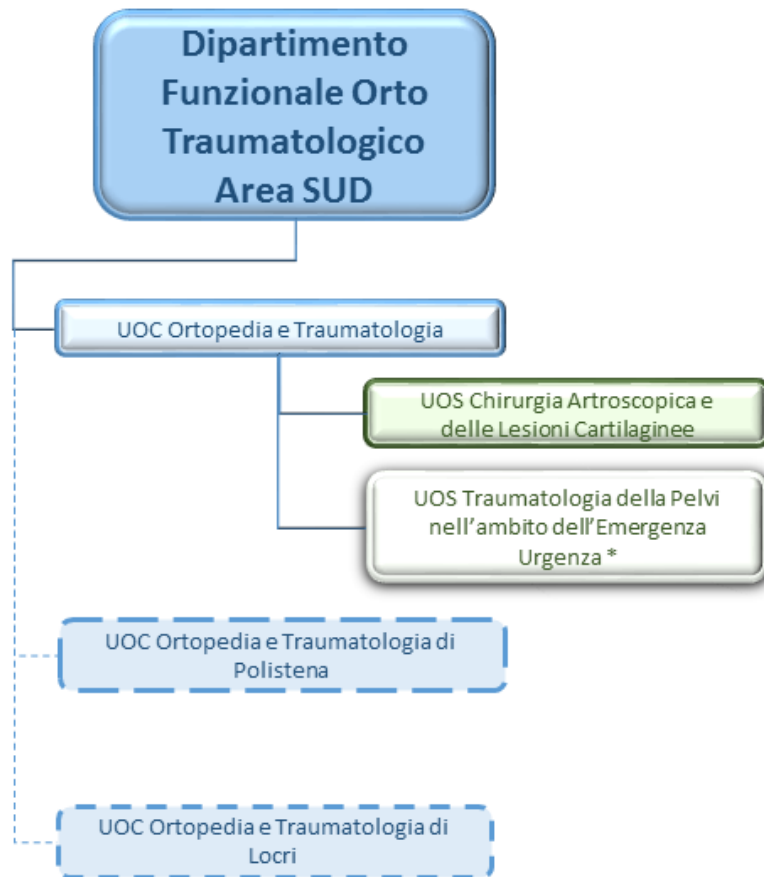 Dipartimento
Funzionale Orto
Traumatologico
Area SUD
UOC Ortopedia e Traumatologia
UOS Chirurgia Artroscopica e
delle Lesioni Cartilaginee
UOS Traumatologia della Pelvi
nell’ambito dell’Emergenza
Urgenza *
UOC Ortopedia e Traumatologia di
Polistena
UOC Ortopedia e Traumatologia di
Locri